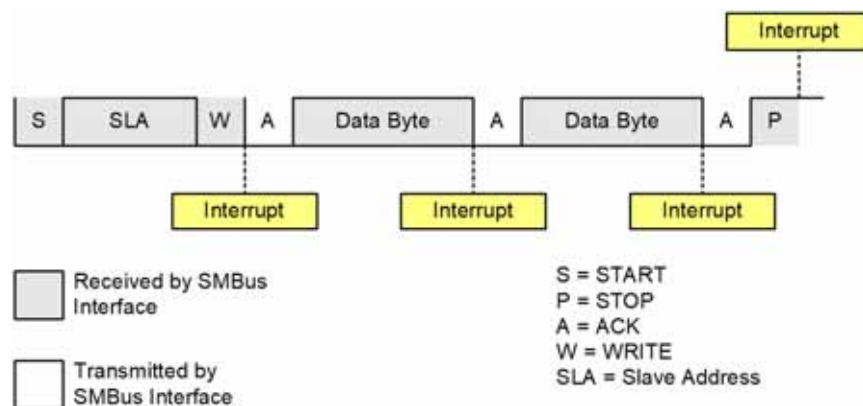 Interrupt
S SLA W A Data Byte A Data Byte A P
Interrupt Interrupt Interrupt
Received by SMBus
Interface
Transmitted by
SMBus Interface
S = START
P = STOP
A = ACK
W = WRITE
SLA = Slave Address